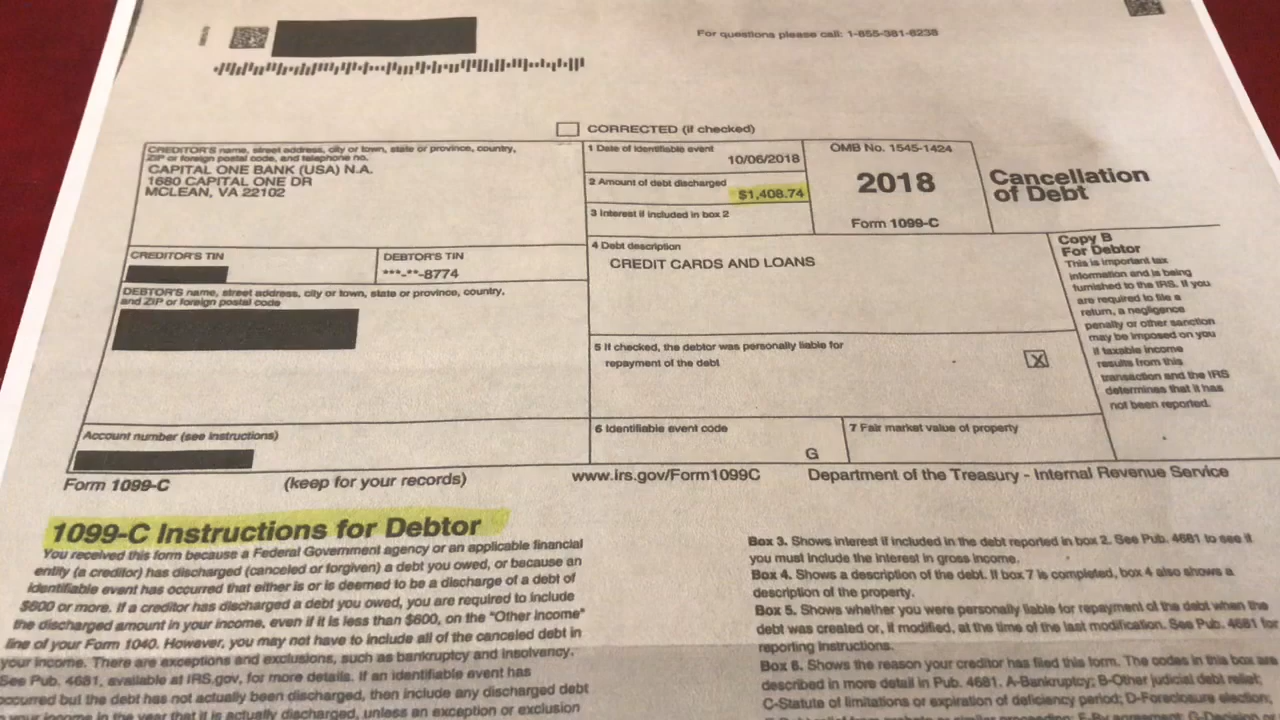 For questions please call: 1-855-381-8238
CORRECTED (if checked)
CREDITOR'S name, street address, city or town, state or province, country,
ZIP or foreign postal code, and telephone no.
CAPITAL ONE BANK (USA) N.A.
1680 CAPITAL ONE DR
MCLEAN, VA 22102
1 Date of identifiable event
10/06/2018
2 Amount of debt discharged
$1,408.74
3 Interest if included in box 2
OMB No. 1545-1424
2018
Form 1099-C
Cancellation
of Debt
CREDITOR'S TIN
DEBTOR'S TIN
***-**-8774
4 Debt description
CREDIT CARDS AND LOANS
Copy B
For Debtor
This is important tax
information and is being
furnished to the IRS. If you
are required to file a
return, a negligence
penalty or other sanction
may be imposed on you
if taxable income
results from this
transaction and the IRS
determines that it has
not been reported.
DEBTOR'S name, street address, city or town, state or province, country,
and ZIP or foreign postal code
5 If checked, the debtor was personally liable for
repayment of the debt
X
Account number (see instructions)
6 Identifiable event code
G
7 Fair market value of property
Form 1099-C
(keep for your records)
www.irs.gov/Form1099C
Department of the Treasury - Internal Revenue Service
1099-C Instructions for Debtor
You received this form because a Federal Government agency or an applicable financial
entity (a creditor) has discharged (canceled or forgiven) a debt you owed, or because an
identifiable event has occurred that either is or is deemed to be a discharge of a debt of
$600 or more. If a creditor has discharged a debt you owed, you are required to include
the discharged amount in your income, even if it is less than $600, on the "Other income"
line of your Form 1040. However, you may not have to include all of the canceled debt in
your income. There are exceptions and exclusions, such as bankruptcy and insolvency.
See Pub. 4681, available at IRS.gov, for more details. If an identifiable event has
occurred but the debt has not actually been discharged, then include any discharged debt
in your income in the year that it is actually discharged, unless an exception or exclusion
Box 3. Shows interest if included in the debt reported in box 2. See Pub. 4681 to see if
you must include the interest in gross income.
Box 4. Shows a description of the debt. If box 7 is completed, box 4 also shows a
description of the property.
Box 5. Shows whether you were personally liable for repayment of the debt when the
debt was created or, if modified, at the time of the last modification. See Pub. 4681 for
reporting instructions.
Box 6. Shows the reason your creditor has filed this form. The codes in this box are
described in more detail in Pub. 4681. A-Bankruptcy; B-Other judicial debt relief;
C-Statute of limitations or expiration of deficiency period; D-Foreclosure election;